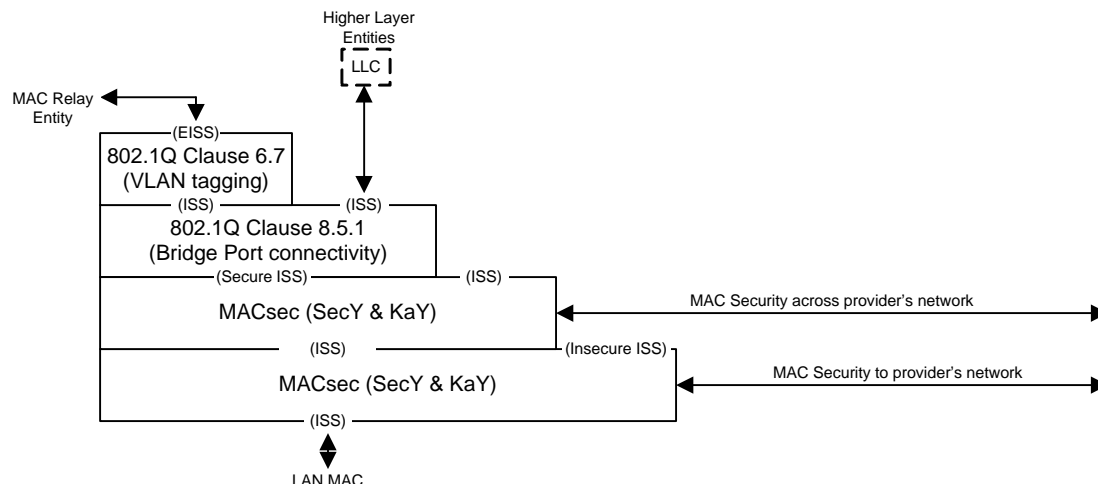 Higher Layer
Entities
LLC
MAC Relay
Entity
(EISS)
802.1Q Clause 6.7
(VLAN tagging)
(ISS)
(ISS)
802.1Q Clause 8.5.1
(Bridge Port connectivity)
(Secure ISS)
(ISS)
MACsec (SecY & KaY)
MAC Security across provider's network
(ISS)
(Insecure ISS)
MACsec (SecY & KaY)
MAC Security to provider's network
(ISS)
LAN MAC